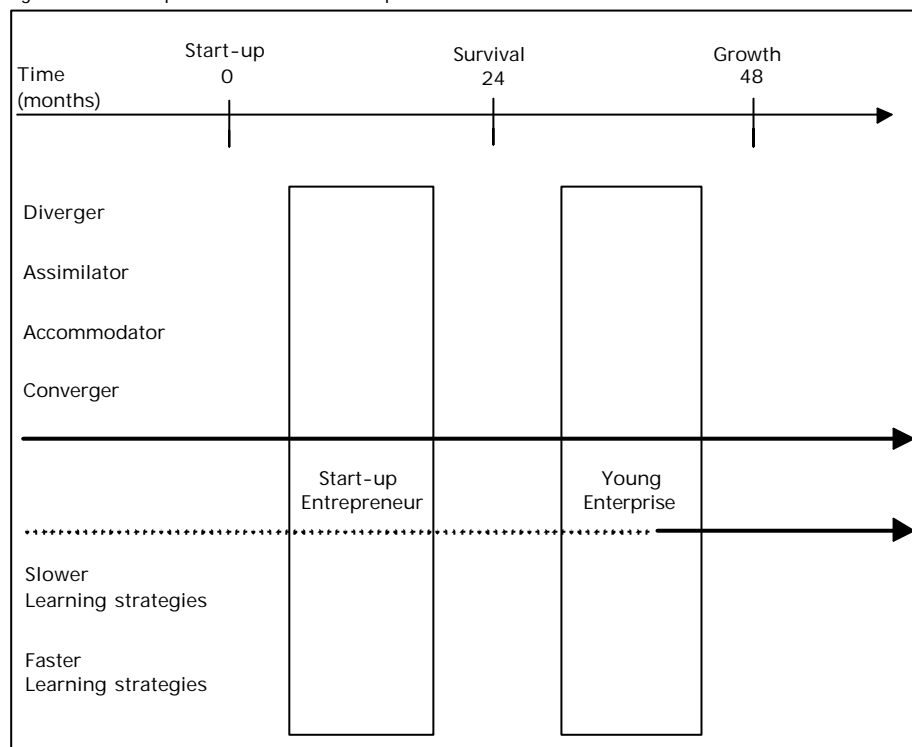 Start-up
Survival
Growth
Time
0
24
48
(months)
Diverger
Assimilator
Accommodator
Converger
Start-up
Entrepreneur
Young
Enterprise
Slower
Learning strategies
Faster
Learning strategies